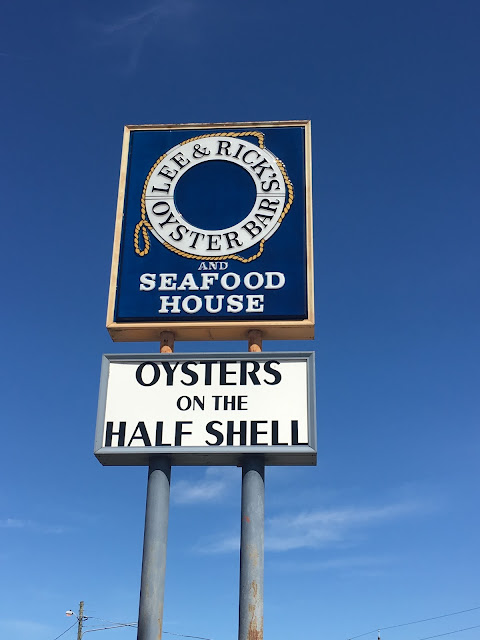 LEE & RICK'S
OYSTER BAR
AND
SEAFOOD
HOUSE
OYSTERS
ON THE
HALF SHELL